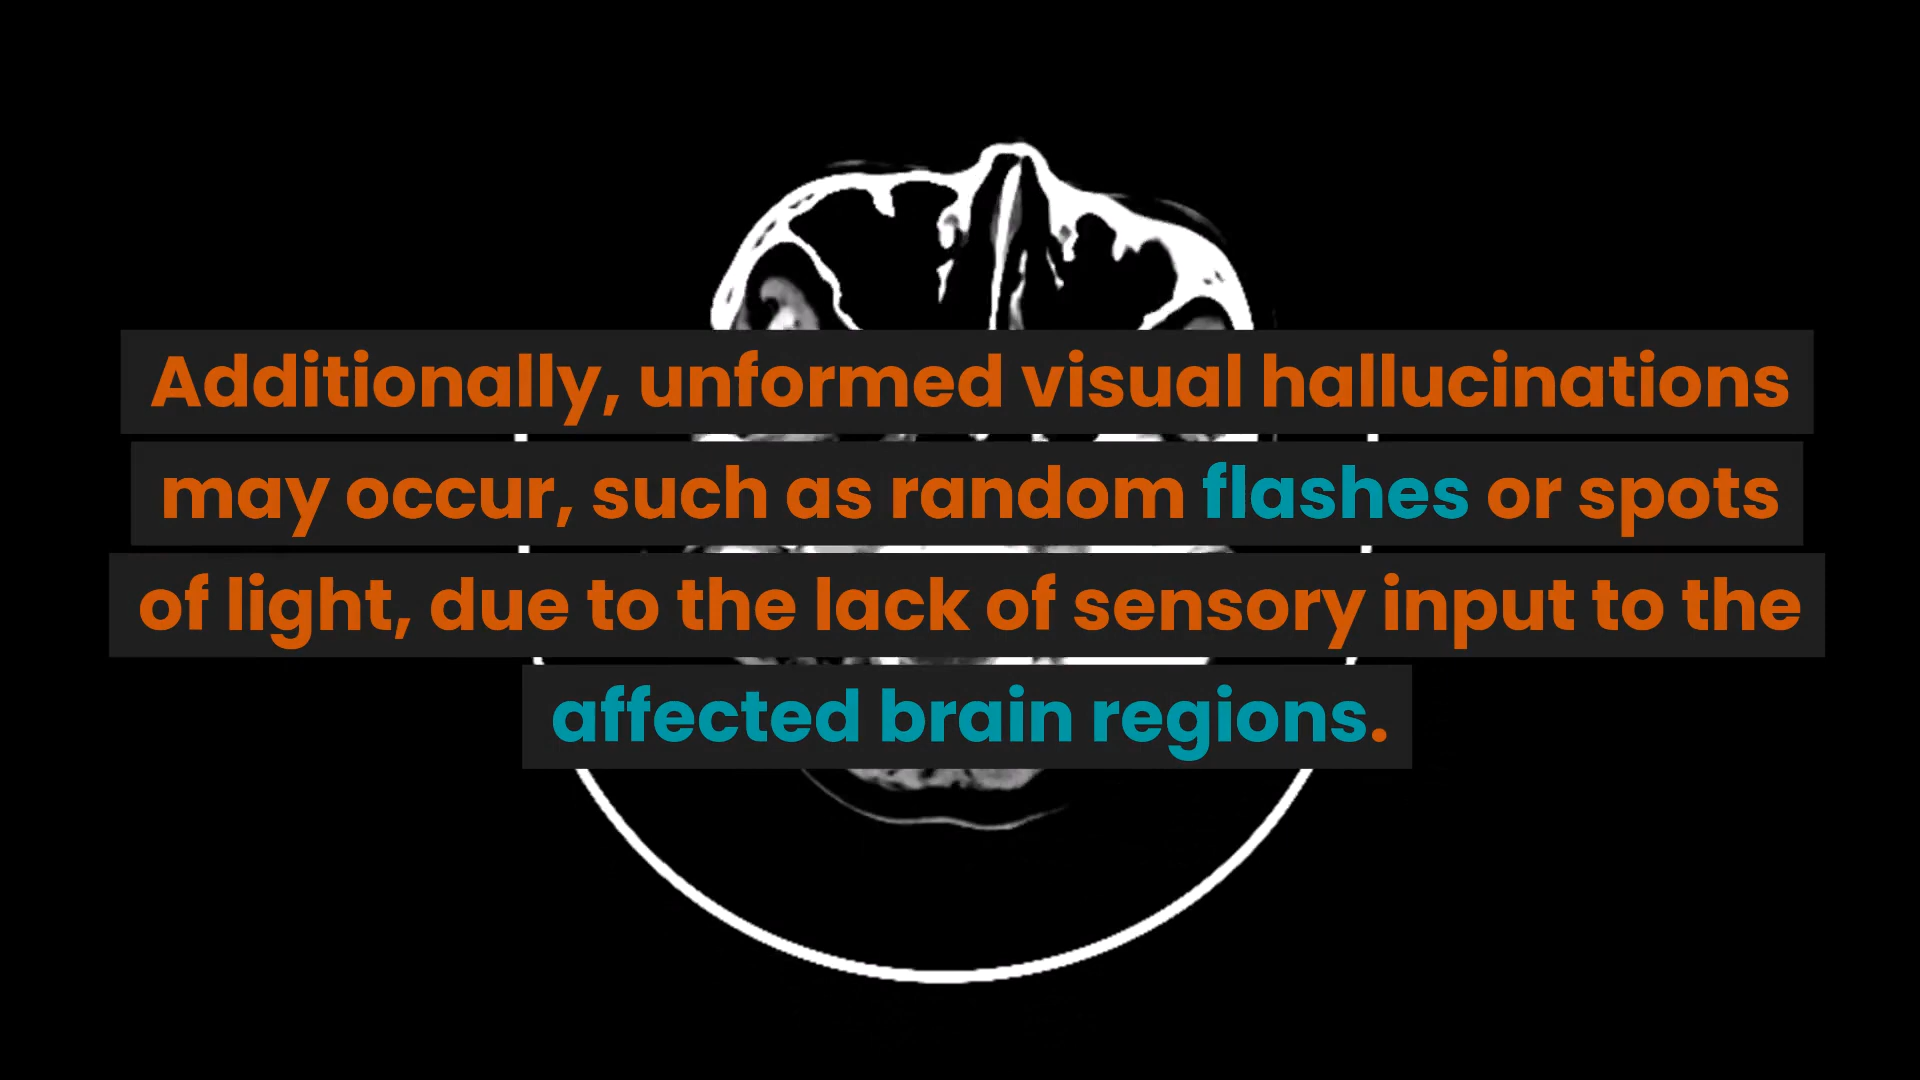 Additionally, unformed visual hallucinations
may occur, such as random flashes or spots
of light, due to the lack of sensory input to the
affected brain regions.